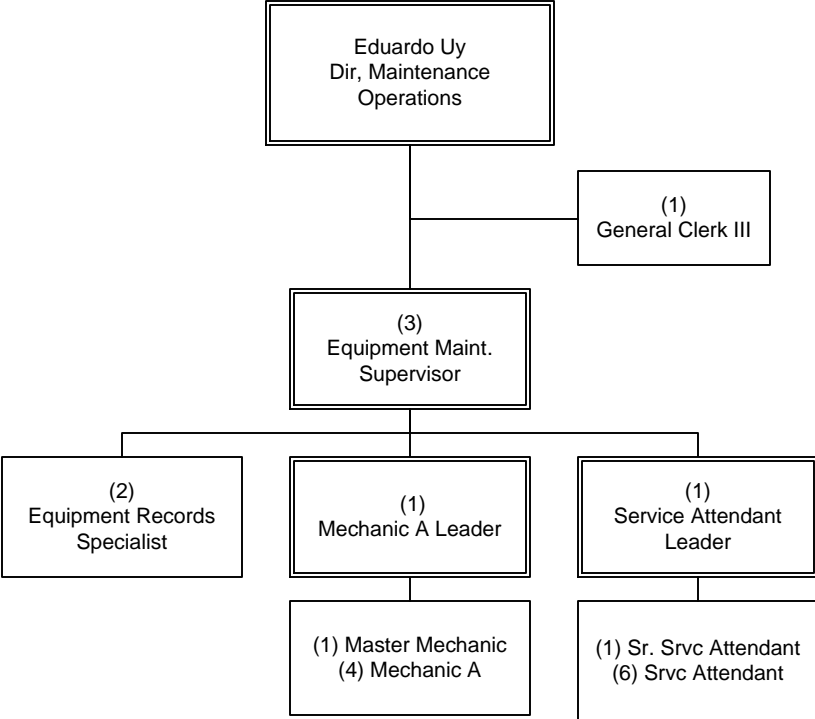 Eduardo Uy
Dir, Maintenance
Operations
(1)
General Clerk III
(3)
Equipment Maint.
Supervisor
(2)
Equipment Records
Specialist
(1)
Mechanic A Leader
(1)
Service Attendant
Leader
(1) Master Mechanic
(4) Mechanic A
(1) Sr. Srvc Attendant
(6) Srvc Attendant